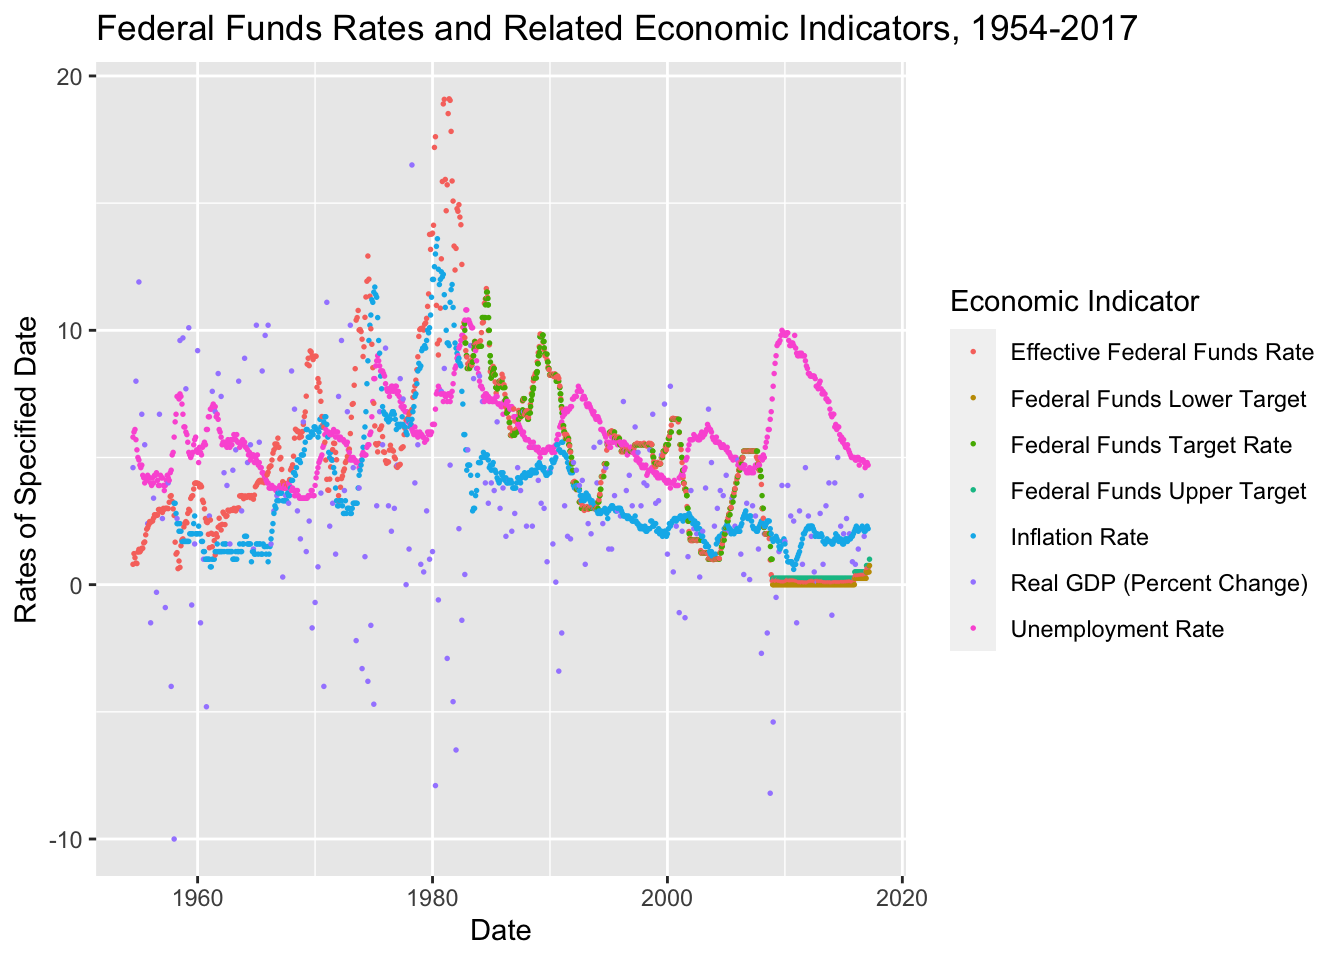 Federal Funds Rates and Related Economic Indicators, 1954-2017
20
10
0
-10
Rates of Specified Date
1960
1980
2000
2020
Date
Economic Indicator
Effective Federal Funds Rate
Federal Funds Lower Target
Federal Funds Target Rate
Federal Funds Upper Target
Inflation Rate
Real GDP (Percent Change)
Unemployment Rate